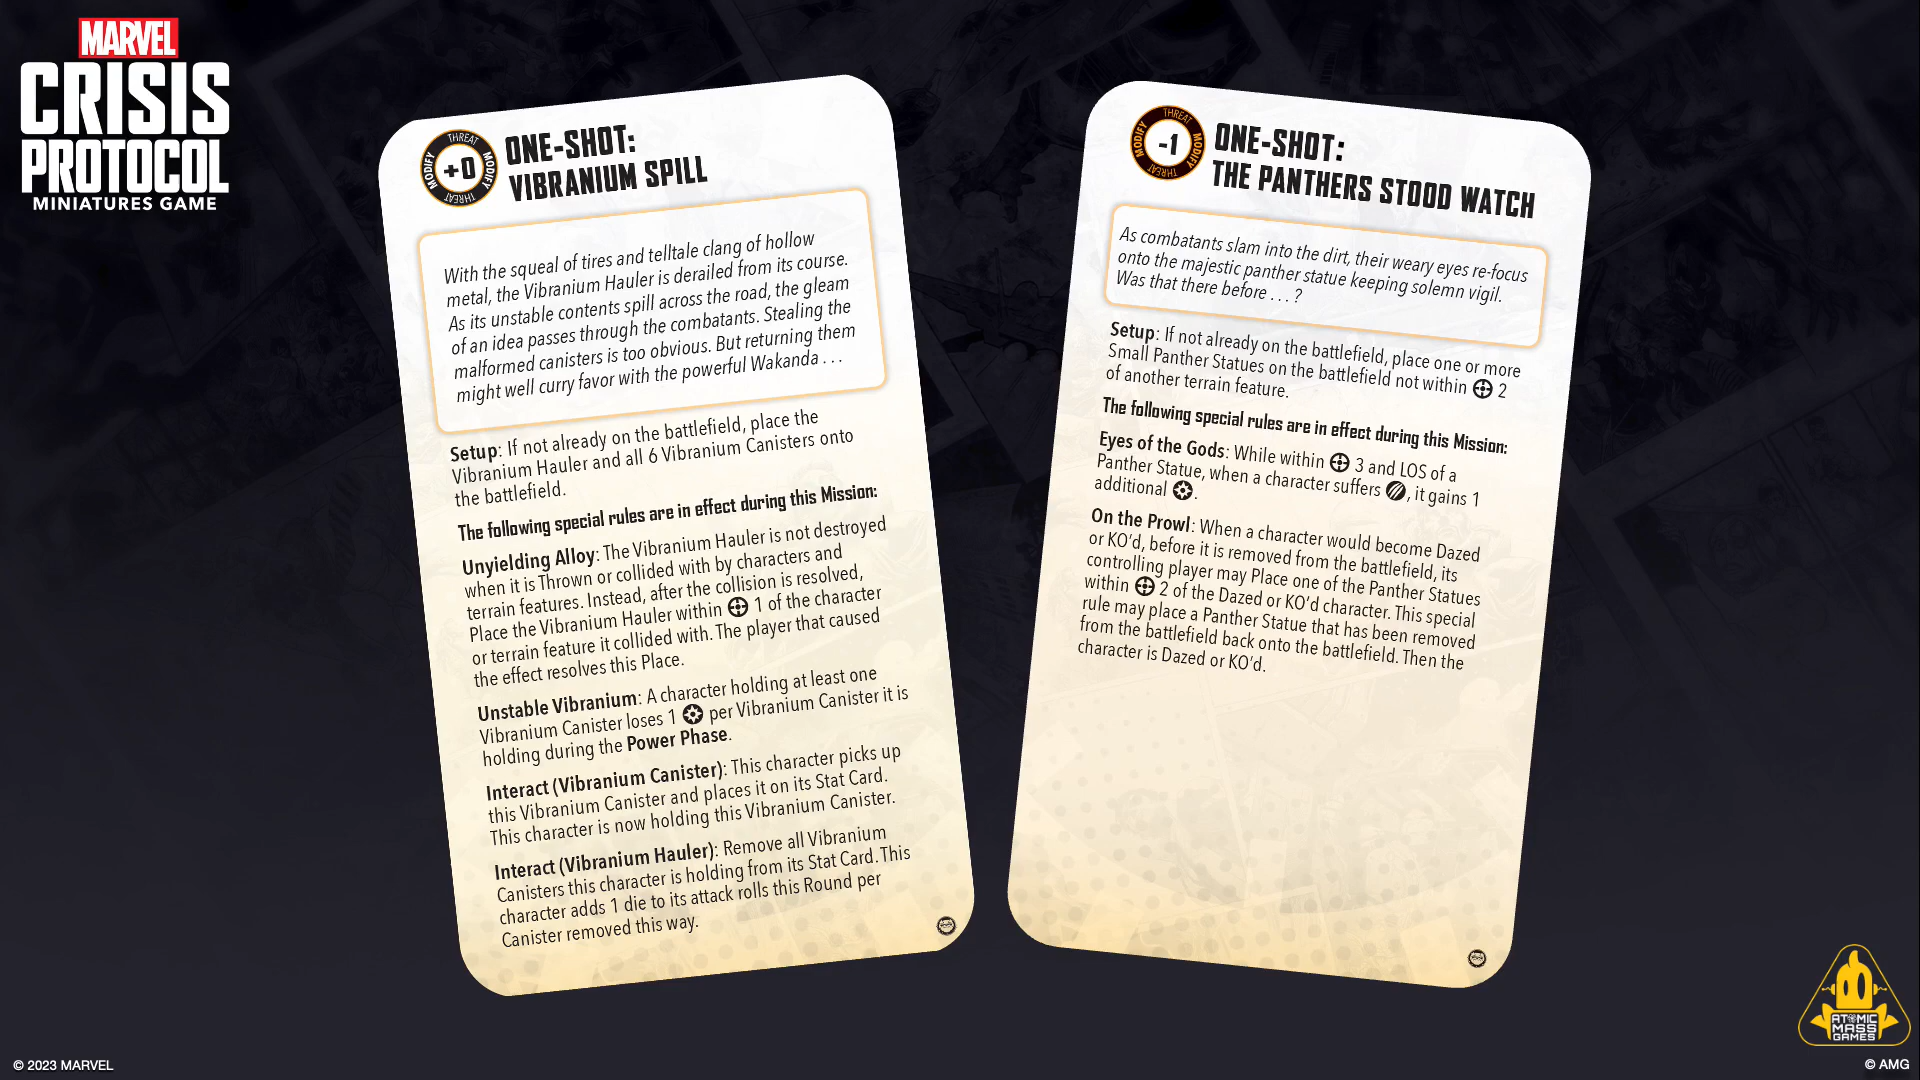 MARVEL
CRISIS
PROTOCOL
MINIATURES GAME
THREAT
MODIFY
+0
MODIFY
THREAT
ONE-SHOT:
VIBRANIUM SPILL
With the squeal of tires and telltale clang of hollow
metal, the Vibranium Hauler is derailed from its course.
As its unstable contents spill across the road, the gleam
of an idea passes through the combatants. Stealing the
malformed canisters is too obvious. But returning them
might well curry favor with the powerful Wakanda . . .
Setup: If not already on the battlefield, place the
Vibranium Hauler and all 6 Vibranium Canisters onto
the battlefield.
The following special rules are in effect during this Mission:
Unyielding Alloy: The Vibranium Hauler is not destroyed
when it is Thrown or collided with by characters and
terrain features. Instead, after the collision is resolved,
Place the Vibranium Hauler within 1 of the character
or terrain feature it collided with. The player that caused
the effect resolves this Place.
Unstable Vibranium: A character holding at least one
Vibranium Canister loses 1 per Vibranium Canister it is
holding during the Power Phase.
Interact (Vibranium Canister): This character picks up
this Vibranium Canister and places it on its Stat Card.
This character is now holding this Vibranium Canister.
Interact (Vibranium Hauler): Remove all Vibranium
Canisters this character is holding from its Stat Card. This
character adds 1 die to its attack rolls this Round per
Canister removed this way.
THREAT
MODIFY
-1
MODIFY
THREAT
ONE-SHOT:
THE PANTHERS STOOD WATCH
As combatants slam into the dirt, their weary eyes re-focus
onto the majestic panther statue keeping solemn vigil.
Was that there before . . . ?
Setup: If not already on the battlefield, place one or more
Small Panther Statues on the battlefield not within 2
of another terrain feature.
The following special rules are in effect during this Mission:
Eyes of the Gods: While within 3 and LOS of a
Panther Statue, when a character suffers , it gains 1
additional .
On the Prowl: When a character would become Dazed
or KO'd, before it is removed from the battlefield, its
controlling player may Place one of the Panther Statues
within 2 of the Dazed or KO'd character. This special
rule may place a Panther Statue that has been removed
from the battlefield back onto the battlefield. Then the
character is Dazed or KO'd.
ATOMIC
MASS
GAMES
© 2023 MARVEL
© AMG